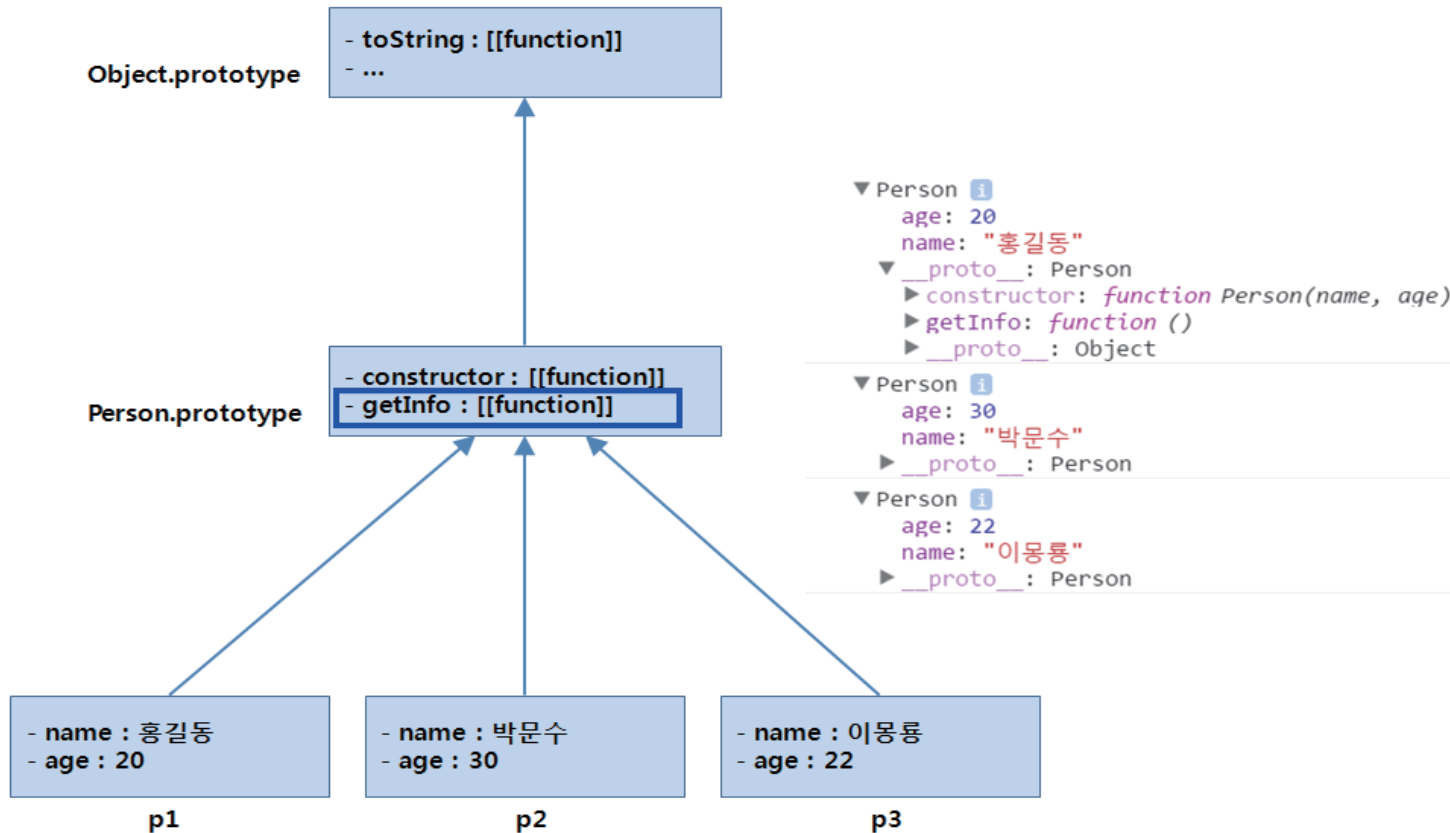 - toString : [[function]]
- ...
Object.prototype
- constructor : [[function]]
- getInfo : [[function]]
Person.prototype
- name : 홍길동
- age : 20
p1
- name : 박문수
- age : 30
p2
- name : 이몽룡
- age : 22
p3
▼Person i
age: 20
name: "홍길동"
▼__proto__: Person
▶constructor: function Person(name, age)
▶getInfo: function ()
▶__proto__: Object
▼Person i
age: 30
name: "박문수"
▶__proto__: Person
▼Person i
age: 22
name: "이몽룡"
▶__proto__: Person